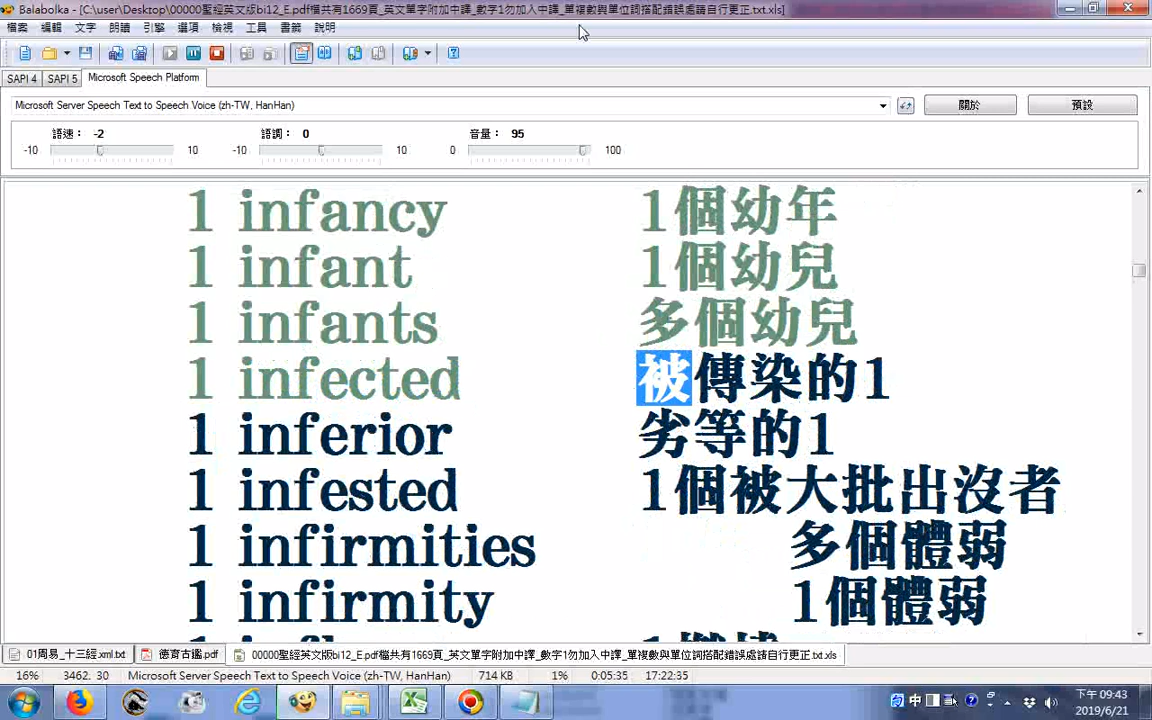 Balabolka - [C:\user\Desktop\00000聖經英文版bi12_E.pdf檔共有1669頁_英文單字附加中譯_數字1勿加入中譯_單複數與單位詞搭配錯誤處請自行更正.txt.xls]
檔案 編輯 文字 朗讀 引擎 選項 檢視 工具 書籤 說明
SAPI 4 SAPI 5 Microsoft Speech Platform
Microsoft Server Speech Text to Speech Voice (zh-TW, HanHan) 關於 預設
語速： -2 語調： 0 音量： 95
-10 10 -10 10 0 100
1 infancy 1個幼年
1 infant 1個幼兒
1 infants 多個幼兒
1 infected 被傳染的1
1 inferior 劣等的1
1 infested 1個被大批出沒者
1 infirmities 多個體弱
1 infirmity 1個體弱
01周易_十三經.xml.txt 德育古鑑.pdf 00000聖經英文版bi12_E.pdf檔共有1669頁_英文單字附加中譯_數字1勿加入中譯_單複數與單位詞搭配錯誤處請自行更正.txt.xls
16% 3462. 30 Microsoft Server Speech Text to Speech Voice (zh-TW, HanHan) 714 KB 1% 0:05:35 17:22:35
中 下午 09:43
2019/6/21